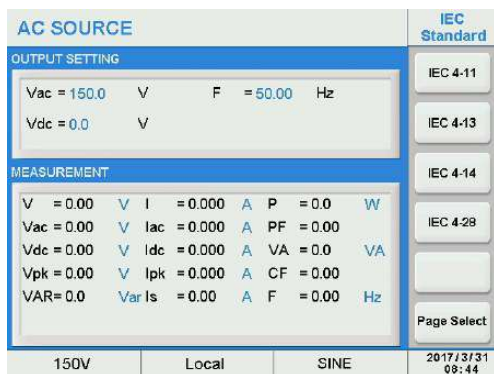 AC SOURCE
OUTPUT SETTING
Vac = 150.0 V F = 50.00 Hz
Vdc = 0.0 V
MEASUREMENT
V = 0.00 V I = 0.000 A P = 0.0 W
Vac = 0.00 V Iac = 0.000 A PF = 0.00
Vdc = 0.00 V Idc = 0.000 A VA = 0.0 VA
Vpk = 0.00 V Ipk = 0.000 A CF = 0.00
VAR= 0.0 Var Is = 0.00 A F = 0.00 Hz
150V Local SINE
IEC
Standard
IEC 4-11
IEC 4-13
IEC 4-14
IEC 4-28
Page Select
2017/3/31
08:44